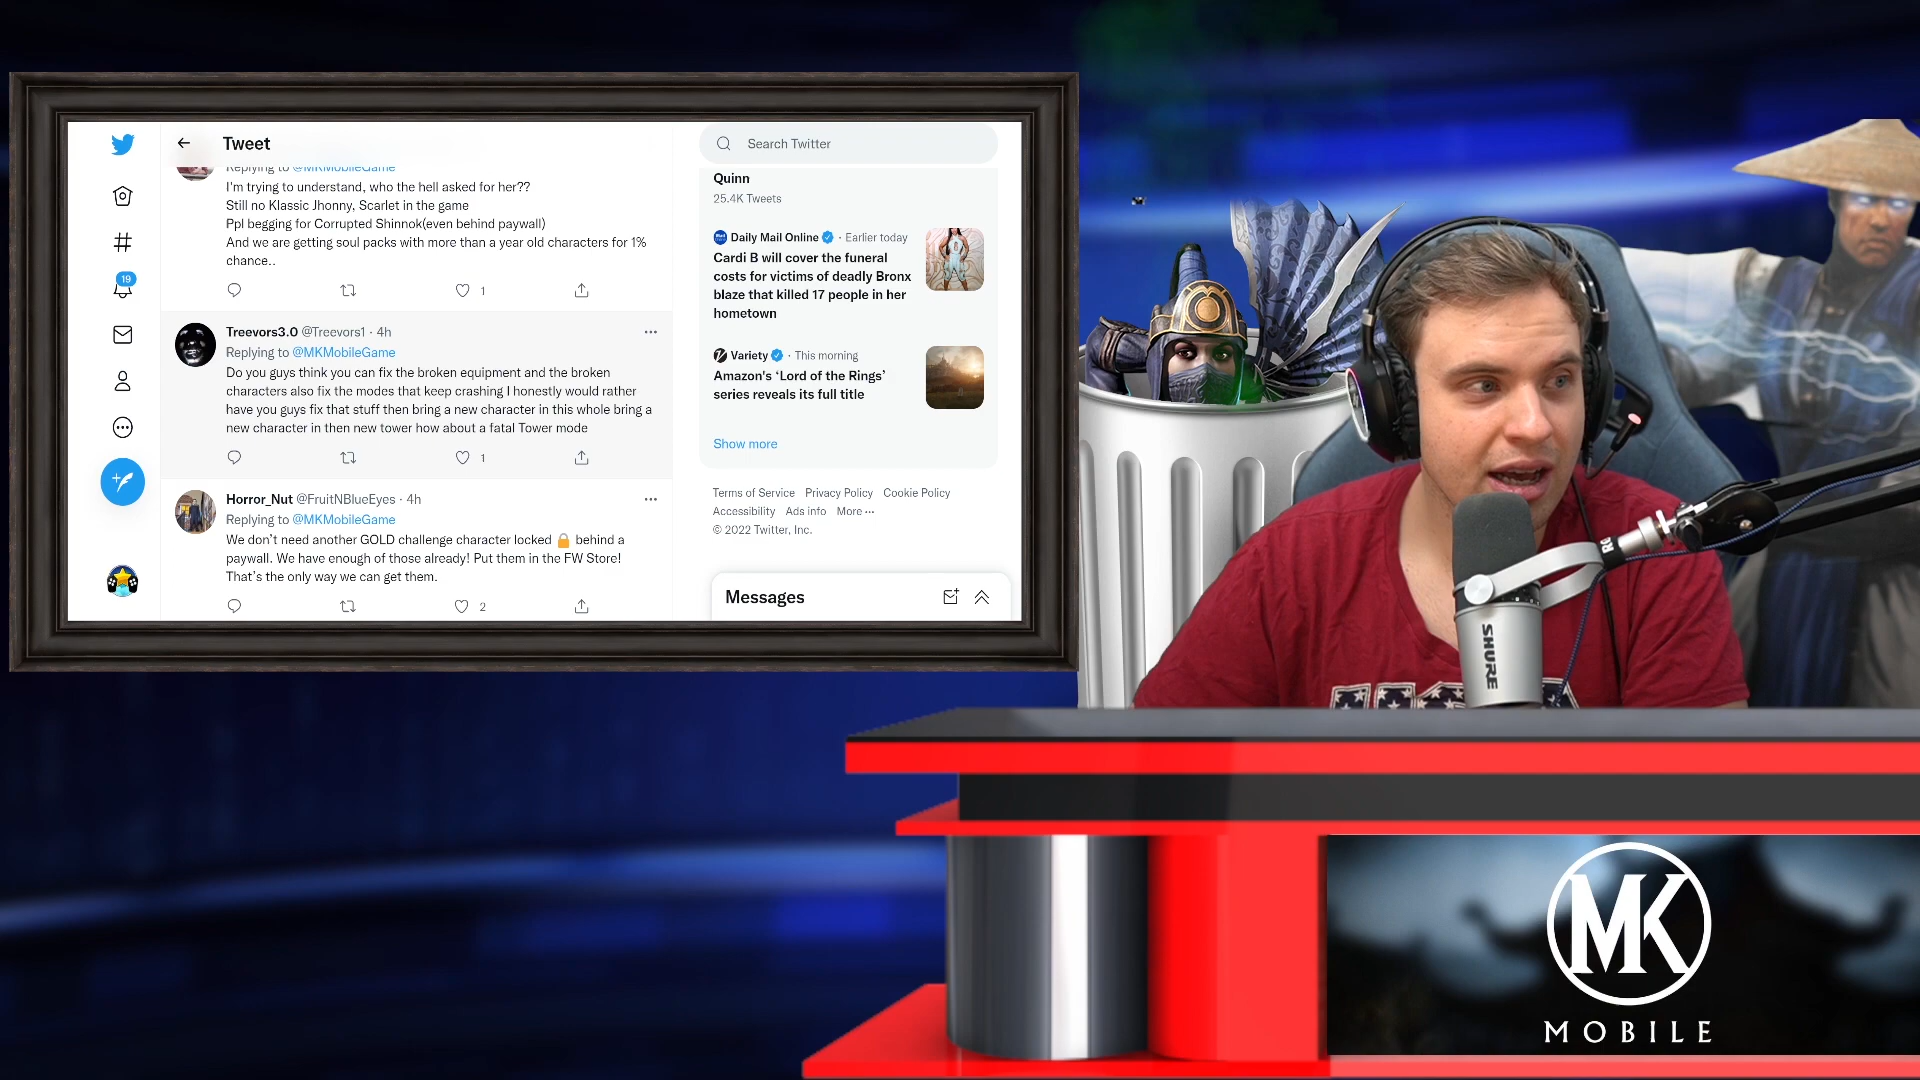 Tweet
Replying to @MKMobileGame
I'm trying to understand, who the hell asked for her??
Still no Klassic Jhonny, Scarlet in the game
Ppl begging for Corrupted Shinnok(even behind paywall)
And we are getting soul packs with more than a year old characters for 1%
chance..
1
19
Treevors3.0 @Treevors1 · 4h
Replying to @MKMobileGame
Do you guys think you can fix the broken equipment and the broken
characters also fix the modes that keep crashing I honestly would rather
have you guys fix that stuff then bring a new character in this whole bring a
new character in then new tower how about a fatal Tower mode
1
Horror_Nut @FruitNBlueEyes · 4h
Replying to @MKMobileGame
We don't need another GOLD challenge character locked 🔒 behind a
paywall. We have enough of those already! Put them in the FW Store!
That's the only way we can get them.
2
Search Twitter
Quinn
25.4K Tweets
Daily Mail Online · Earlier today
Cardi B will cover the funeral
costs for victims of deadly Bronx
blaze that killed 17 people in her
hometown
Variety · This morning
Amazon's 'Lord of the Rings'
series reveals its full title
Show more
Terms of Service Privacy Policy Cookie Policy
Accessibility Ads info More ···
© 2022 Twitter, Inc.
Messages
SHURE
MK
MOBILE